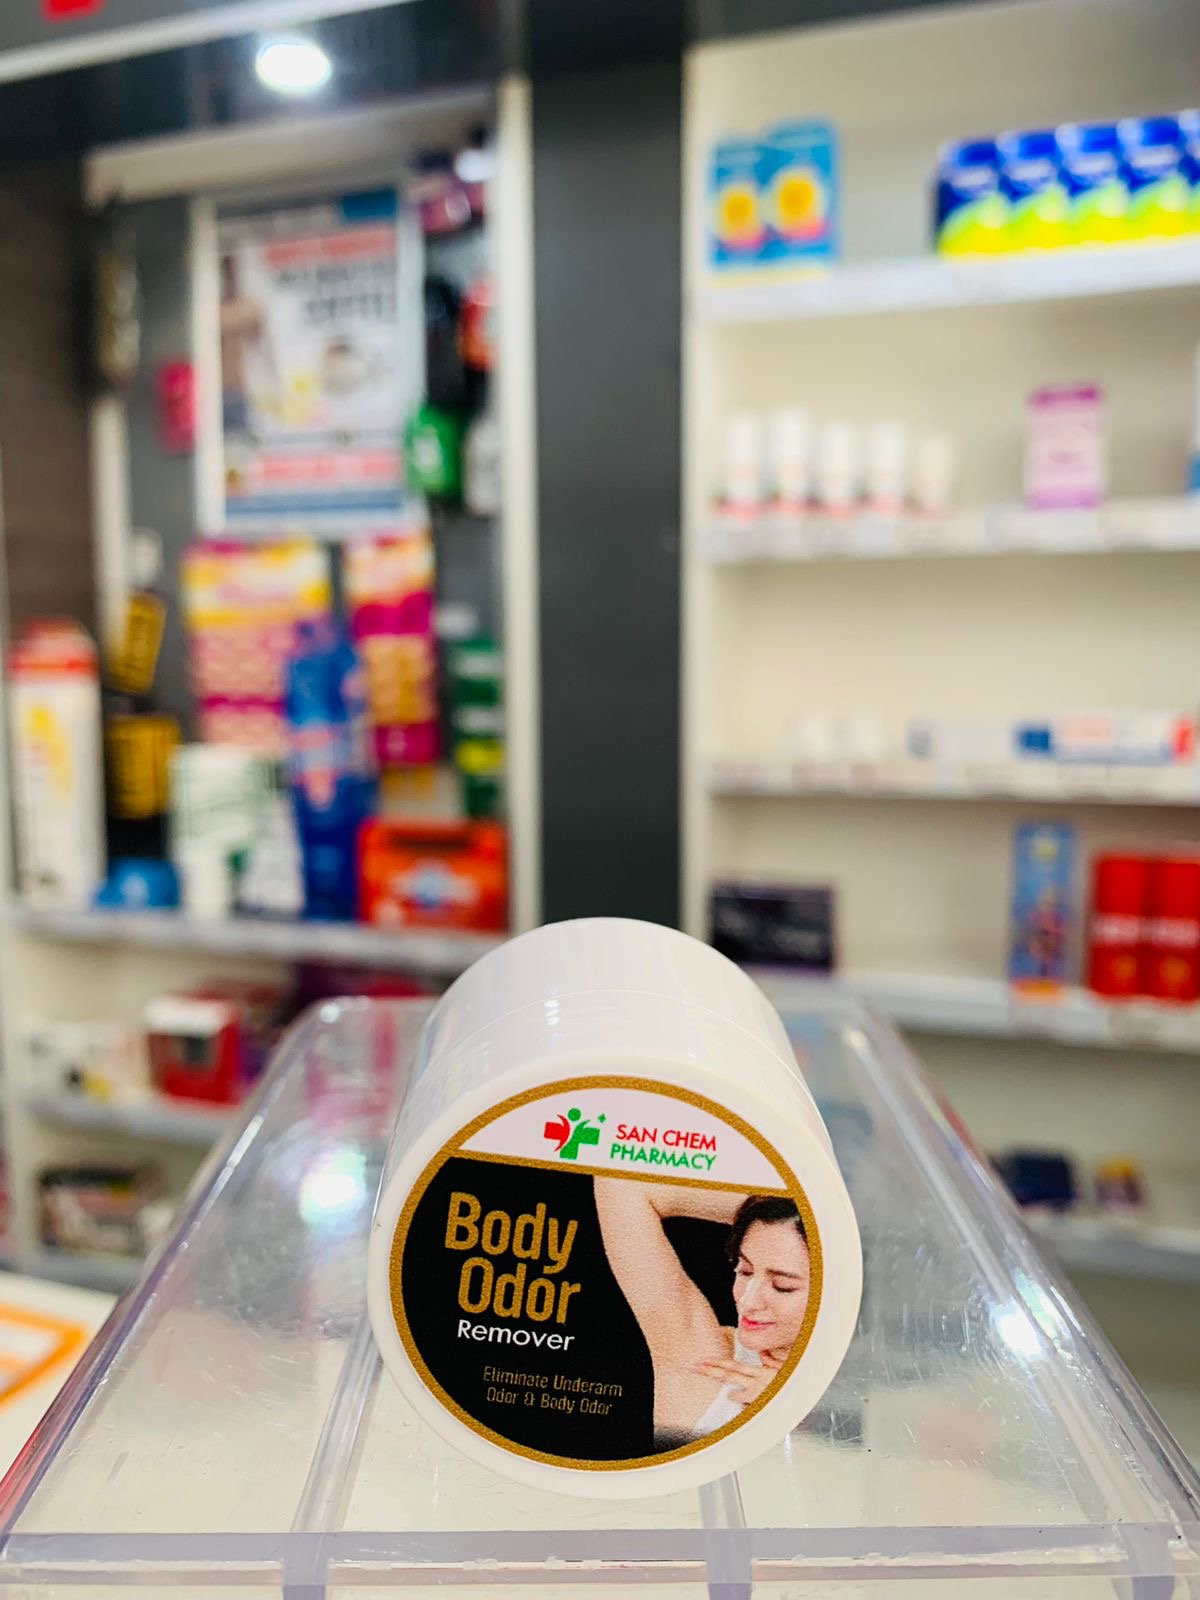 SAN CHEM
PHARMACY
Body
Odor
Remover
Eliminate Underarm
Odor & Body Odor